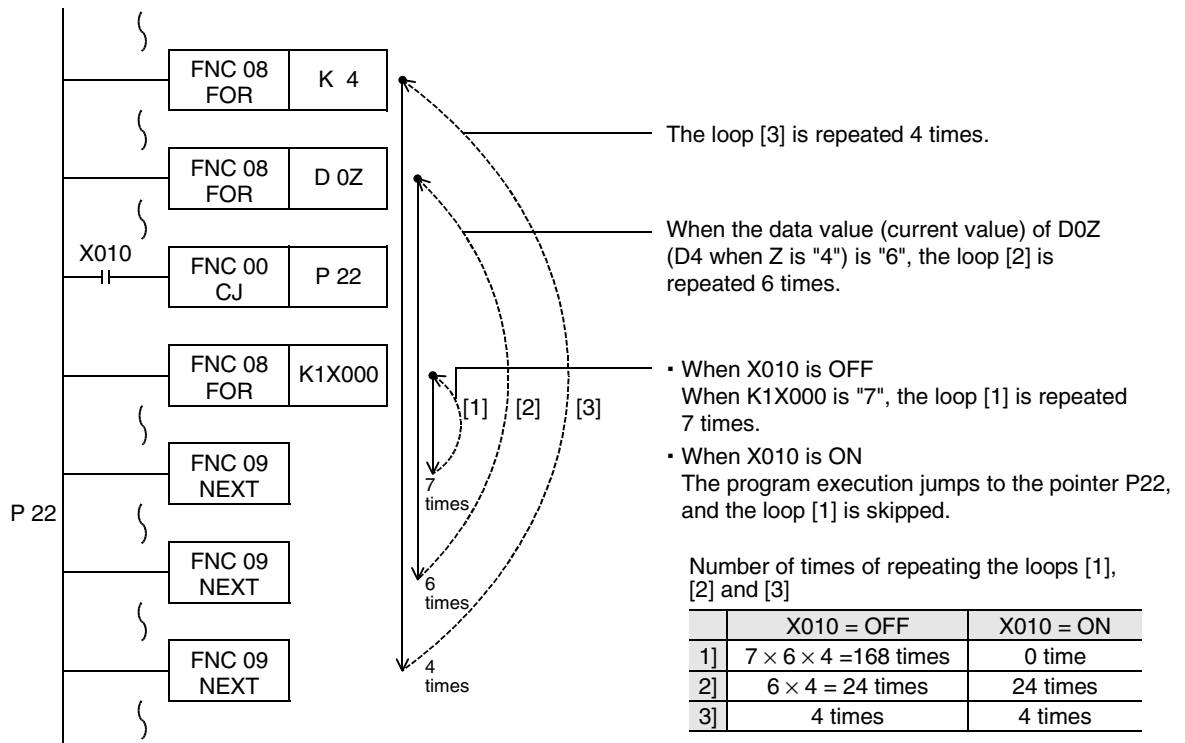 FNC 08
FOR
K 4
The loop [3] is repeated 4 times.
FNC 08
FOR
D 0Z
When the data value (current value) of D0Z
(D4 when Z is "4") is "6", the loop [2] is
repeated 6 times.
X010
FNC 00
CJ
P 22
FNC 08
FOR
K1X000
[1]
[2]
[3]
▪ When X010 is OFF
When K1X000 is "7", the loop [1] is repeated
7 times.
▪ When X010 is ON
The program execution jumps to the pointer P22,
and the loop [1] is skipped.
FNC 09
NEXT
7
times
P 22
FNC 09
NEXT
6
times
FNC 09
NEXT
4
times
Number of times of repeating the loops [1],
[2] and [3]
X010 = OFF X010 = ON
1] 7 × 6 × 4 =168 times 0 time
2] 6 × 4 = 24 times 24 times
3] 4 times 4 times